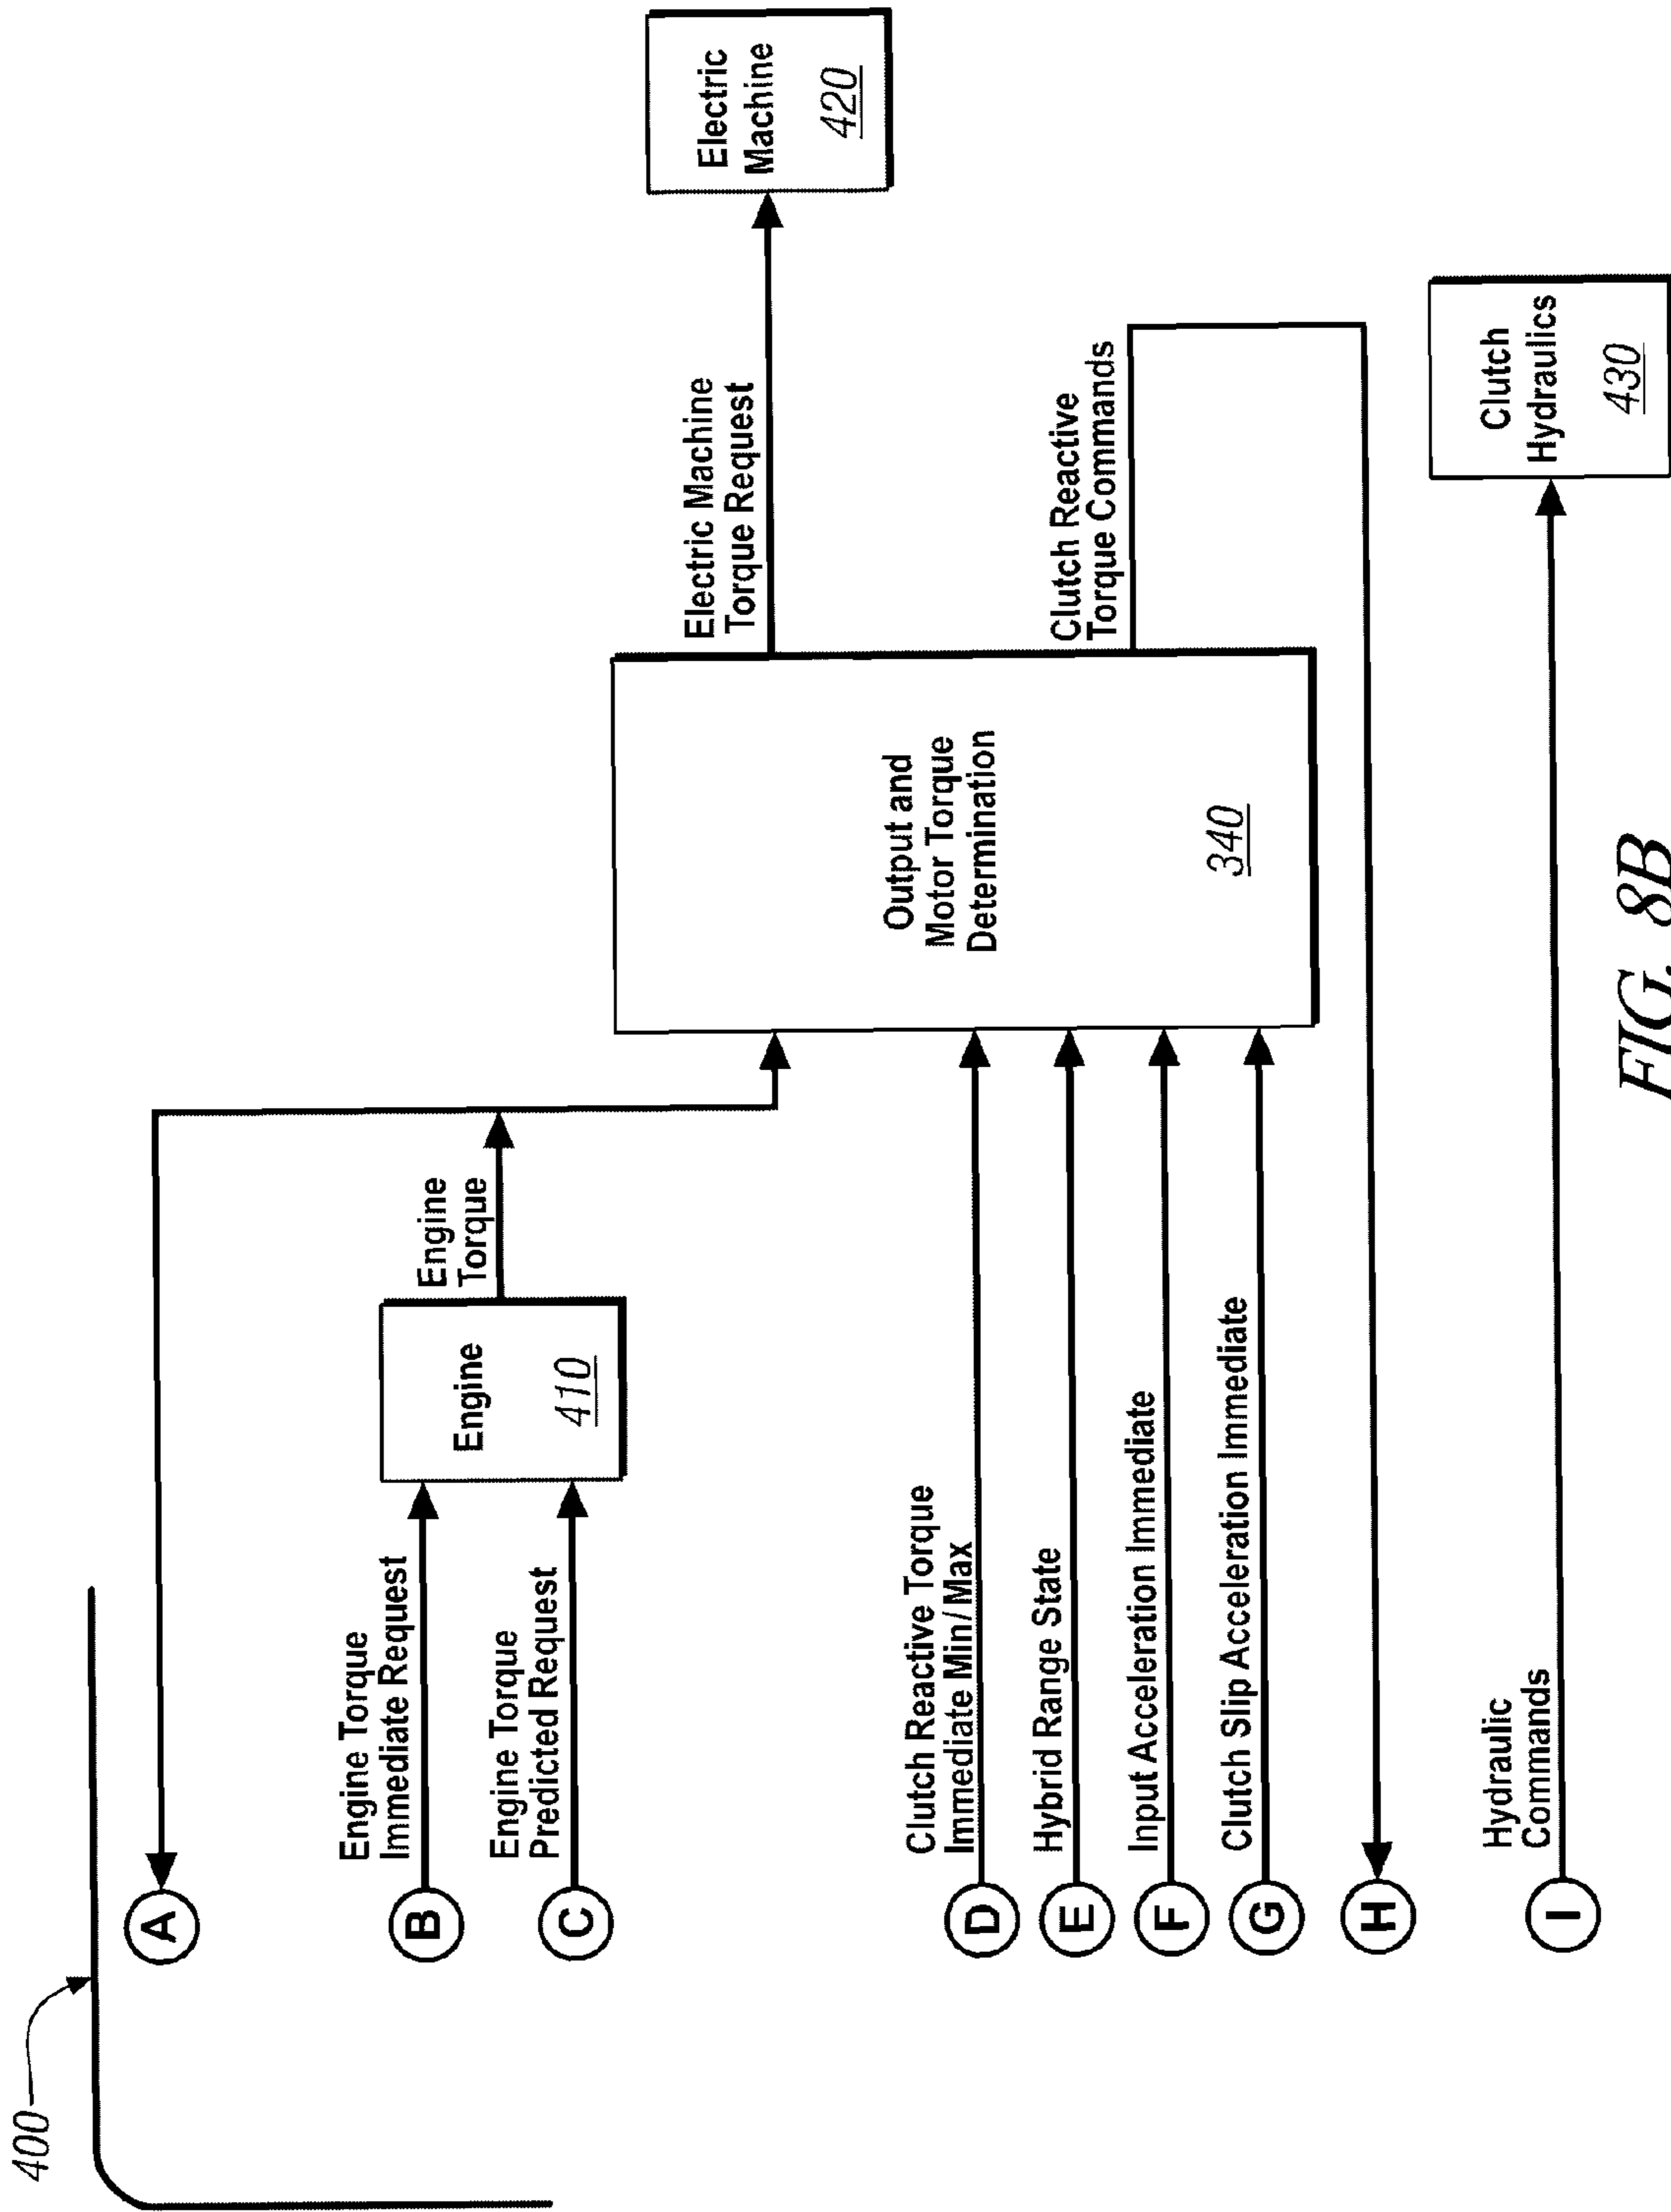 400
A
Engine Torque
Immediate Request
B
Engine Torque
Predicted Request
C
Engine
410
Engine
Torque
Electric Machine
Torque Request
Electric
Machine
420
Clutch Reactive Torque
Immediate Min/Max
D
Hybrid Range State
E
Input Acceleration Immediate
F
Clutch Slip Acceleration Immediate
G
H
Output and
Motor Torque
Determination
340
Clutch Reactive
Torque Commands
Hydraulic
Commands
I
Clutch
Hydraulics
430
FIG. 8B